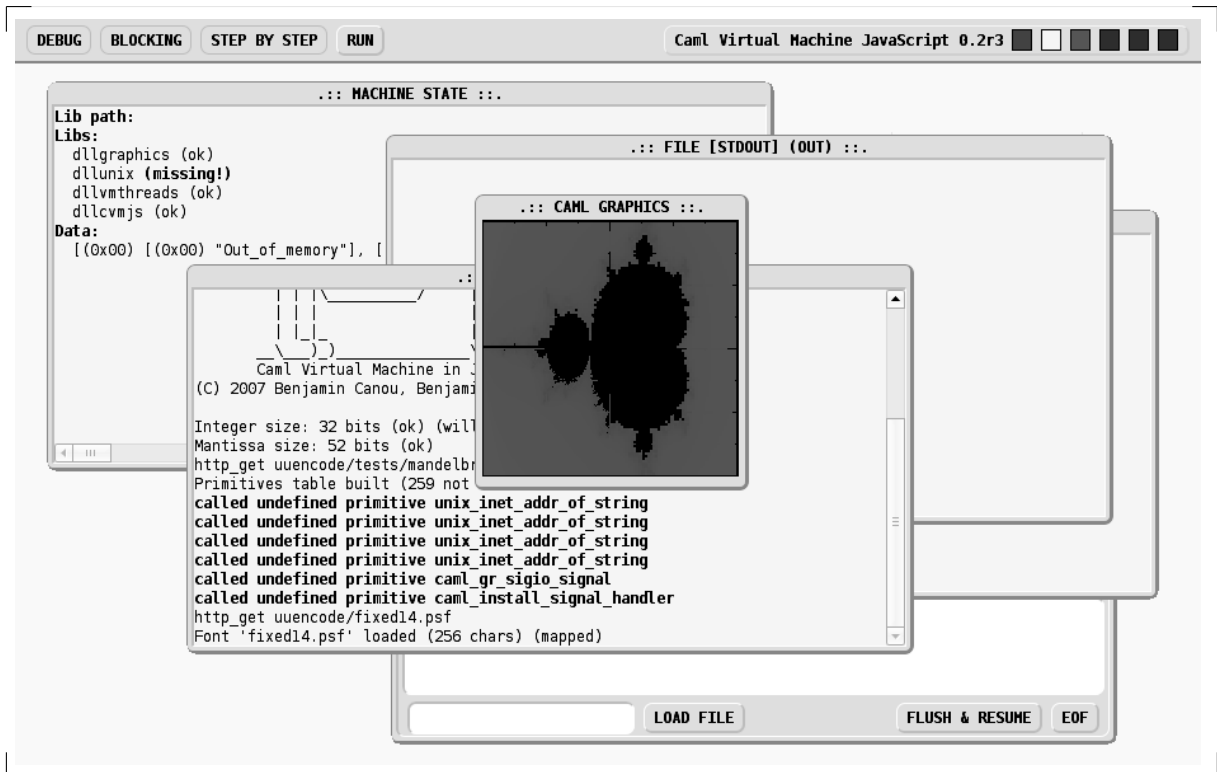 DEBUG BLOCKING STEP BY STEP RUN Caml Virtual Machine JavaScript 0.2r3
.:: MACHINE STATE ::.
Lib path:
Libs:
dllgraphics (ok)
dllunix (missing!)
dllvmthreads (ok)
dllcvmjs (ok)
Data:
[(0x00) [(0x00) "Out_of_memory"], [
.:: FILE [STDOUT] (OUT) ::.
.:: CAML GRAPHICS ::.
Caml Virtual Machine in
(C) 2007 Benjamin Canou, Benjami
Integer size: 32 bits (ok) (will
Mantissa size: 52 bits (ok)
http_get uuencode/tests/mandelbr
Primitives table built (259 not
called undefined primitive unix_inet_addr_of_string
called undefined primitive unix_inet_addr_of_string
called undefined primitive unix_inet_addr_of_string
called undefined primitive unix_inet_addr_of_string
called undefined primitive caml_gr_sigio_signal
called undefined primitive caml_install_signal_handler
http_get uuencode/fixed14.psf
Font 'fixed14.psf' loaded (256 chars) (mapped)
LOAD FILE FLUSH & RESUME EOF